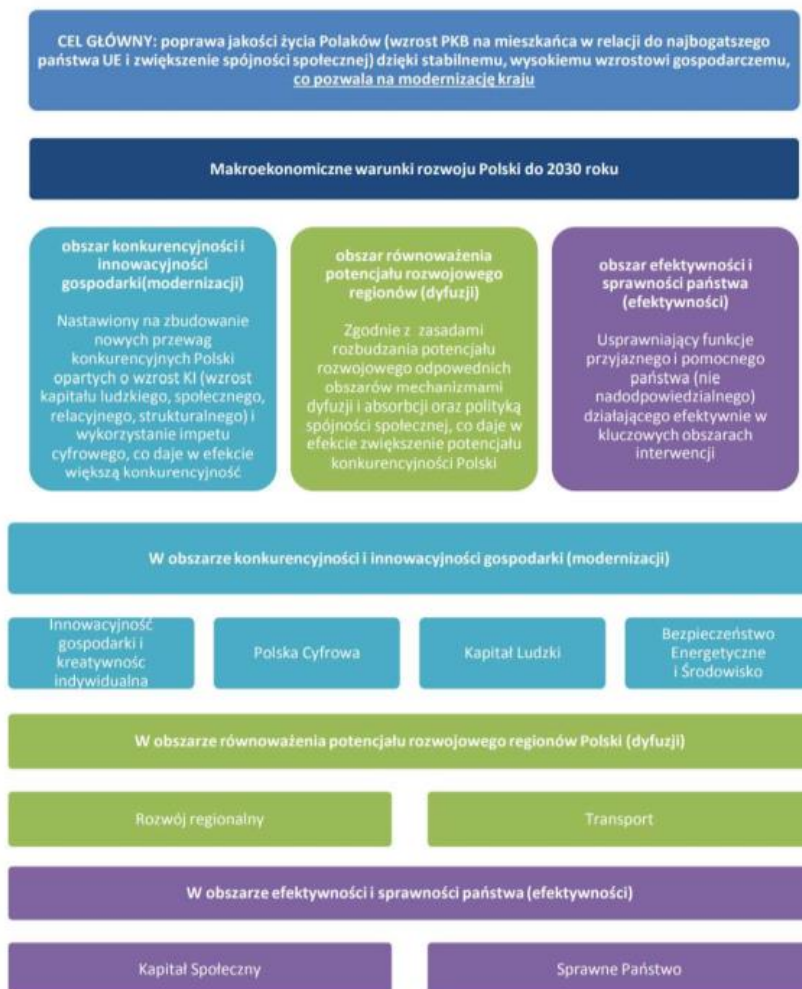 CEL GŁÓWNY: poprawa jakości życia Polaków (wzrost PKB na mieszkańca w relacji do najbogatszego
państwa UE i zwiększenie spójności społecznej) dzięki stabilnemu, wysokiemu wzrostowi gospodarczemu,
co pozwala na modernizację kraju
Makroekonomiczne warunki rozwoju Polski do 2030 roku
obszar konkurencyjności i
innowacyjności
gospodarki(modernizacji)
Nastawiony na zbudowanie
nowych przewag
konkurencyjnych Polski
opartych o wzrost KI (wzrost
kapitału ludzkiego, społecznego,
relacyjnego, strukturalnego) i
wykorzystanie impetu
cyfrowego, co daje w efekcie
większą konkurencyjność
obszar równoważenia
potencjału rozwojowego
regionów (dyfuzji)
Zgodnie z zasadami
rozbudzania potencjału
rozwojowego odpowednich
obszarów mechanizmami
dyfuzji i absorbcji oraz polityką
spójności społecznej, co daje w
efekcie zwiększenie potencjału
konkurencyjności Polski
obszar efektywności i
sprawności państwa
(efektywności)
Usprawniający funkcje
przyjaznego i pomocnego
państwa (nie
nadodpowiedzialnego)
działającego efektywnie w
kluczowych obszarach
interwencji
W obszarze konkurencyjności i innowacyjności gospodarki (modernizacji)
Innowacyjność
gospodarki i
kreatywnośc
indywidualna
Polska Cyfrowa
Kapitał Ludzki
Bezpieczeństwo
Energetyczne
i Środowisko
W obszarze równoważenia potencjału rozwojowego regionów Polski (dyfuzji)
Rozwój regionalny
Transport
W obszarze efektywności i sprawności państwa (efektywności)
Kapitał Społeczny
Sprawne Państwo